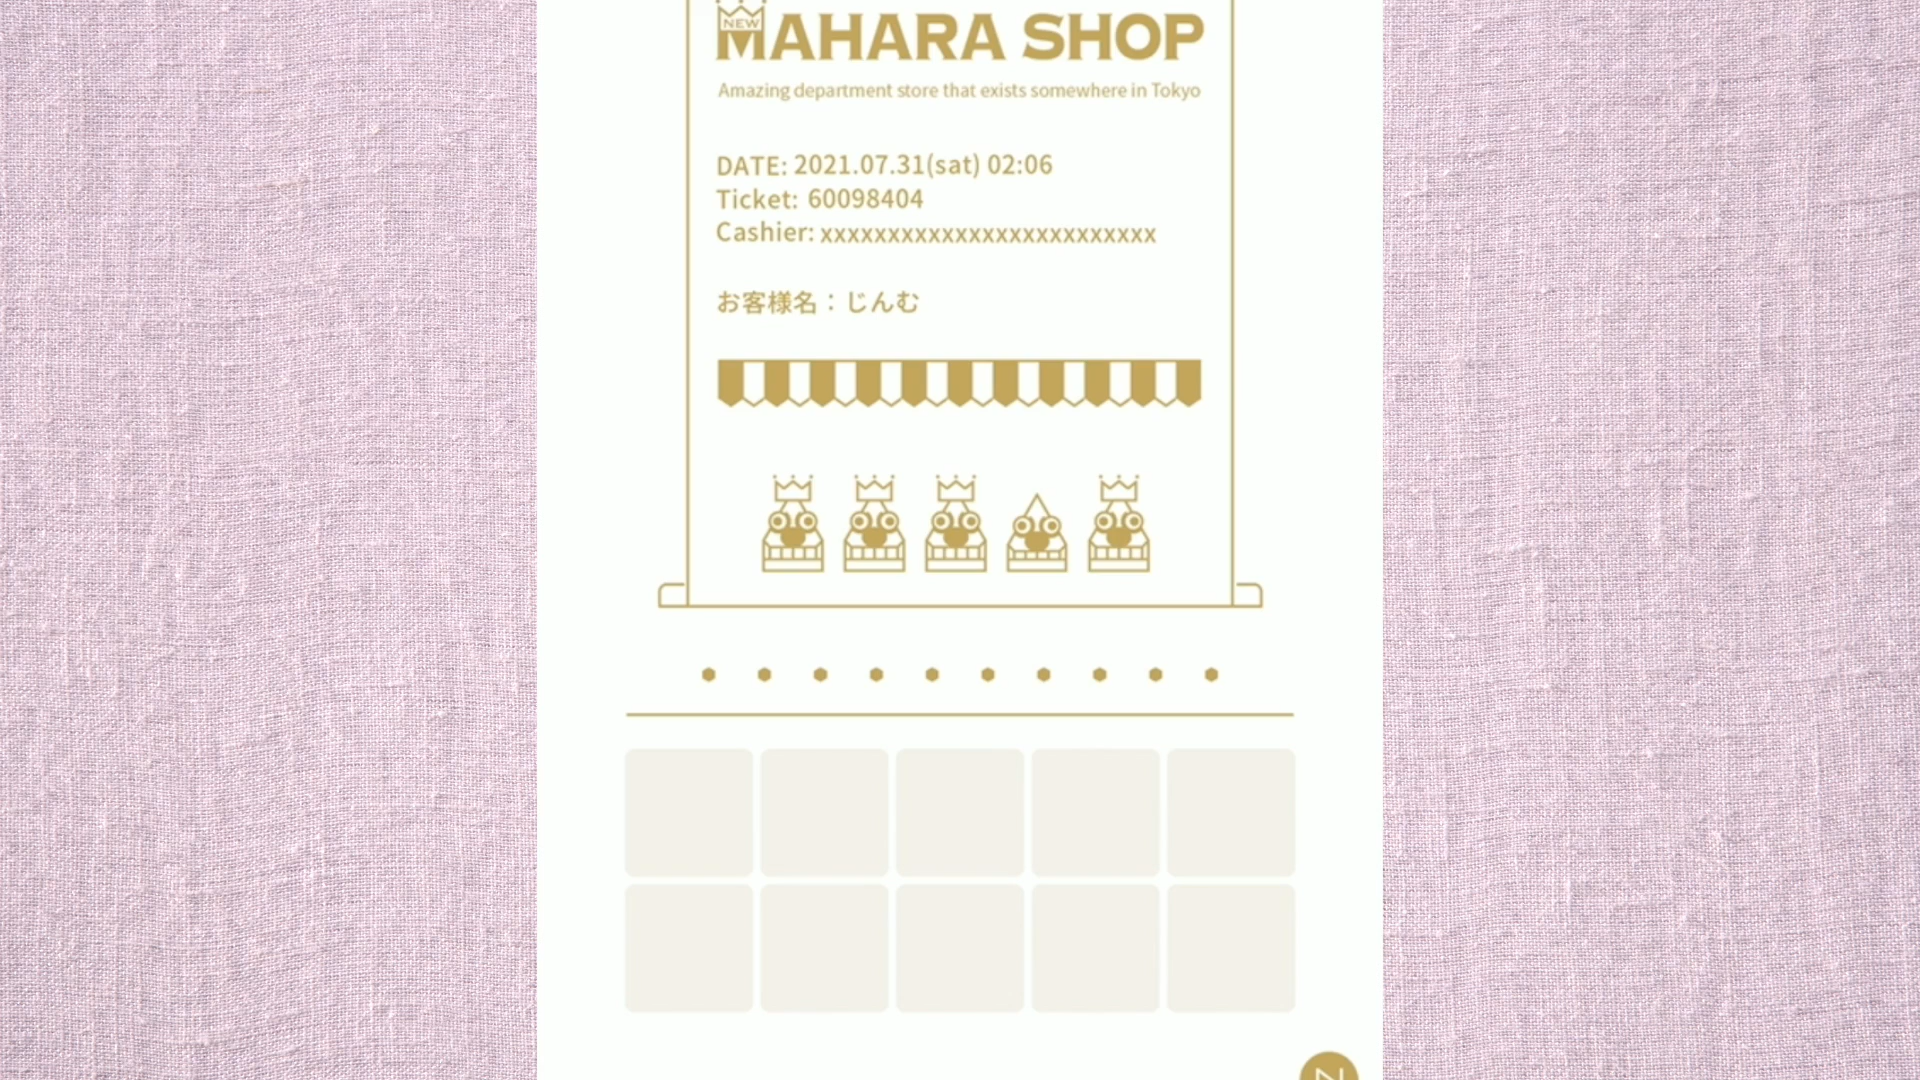 NEW
MAHARA SHOP
Amazing department store that exists somewhere in Tokyo
DATE: 2021.07.31(sat) 02:06
Ticket: 60098404
Cashier: xxxxxxxxxxxxxxxxxxxxxxxxx
お客様名：じんむ